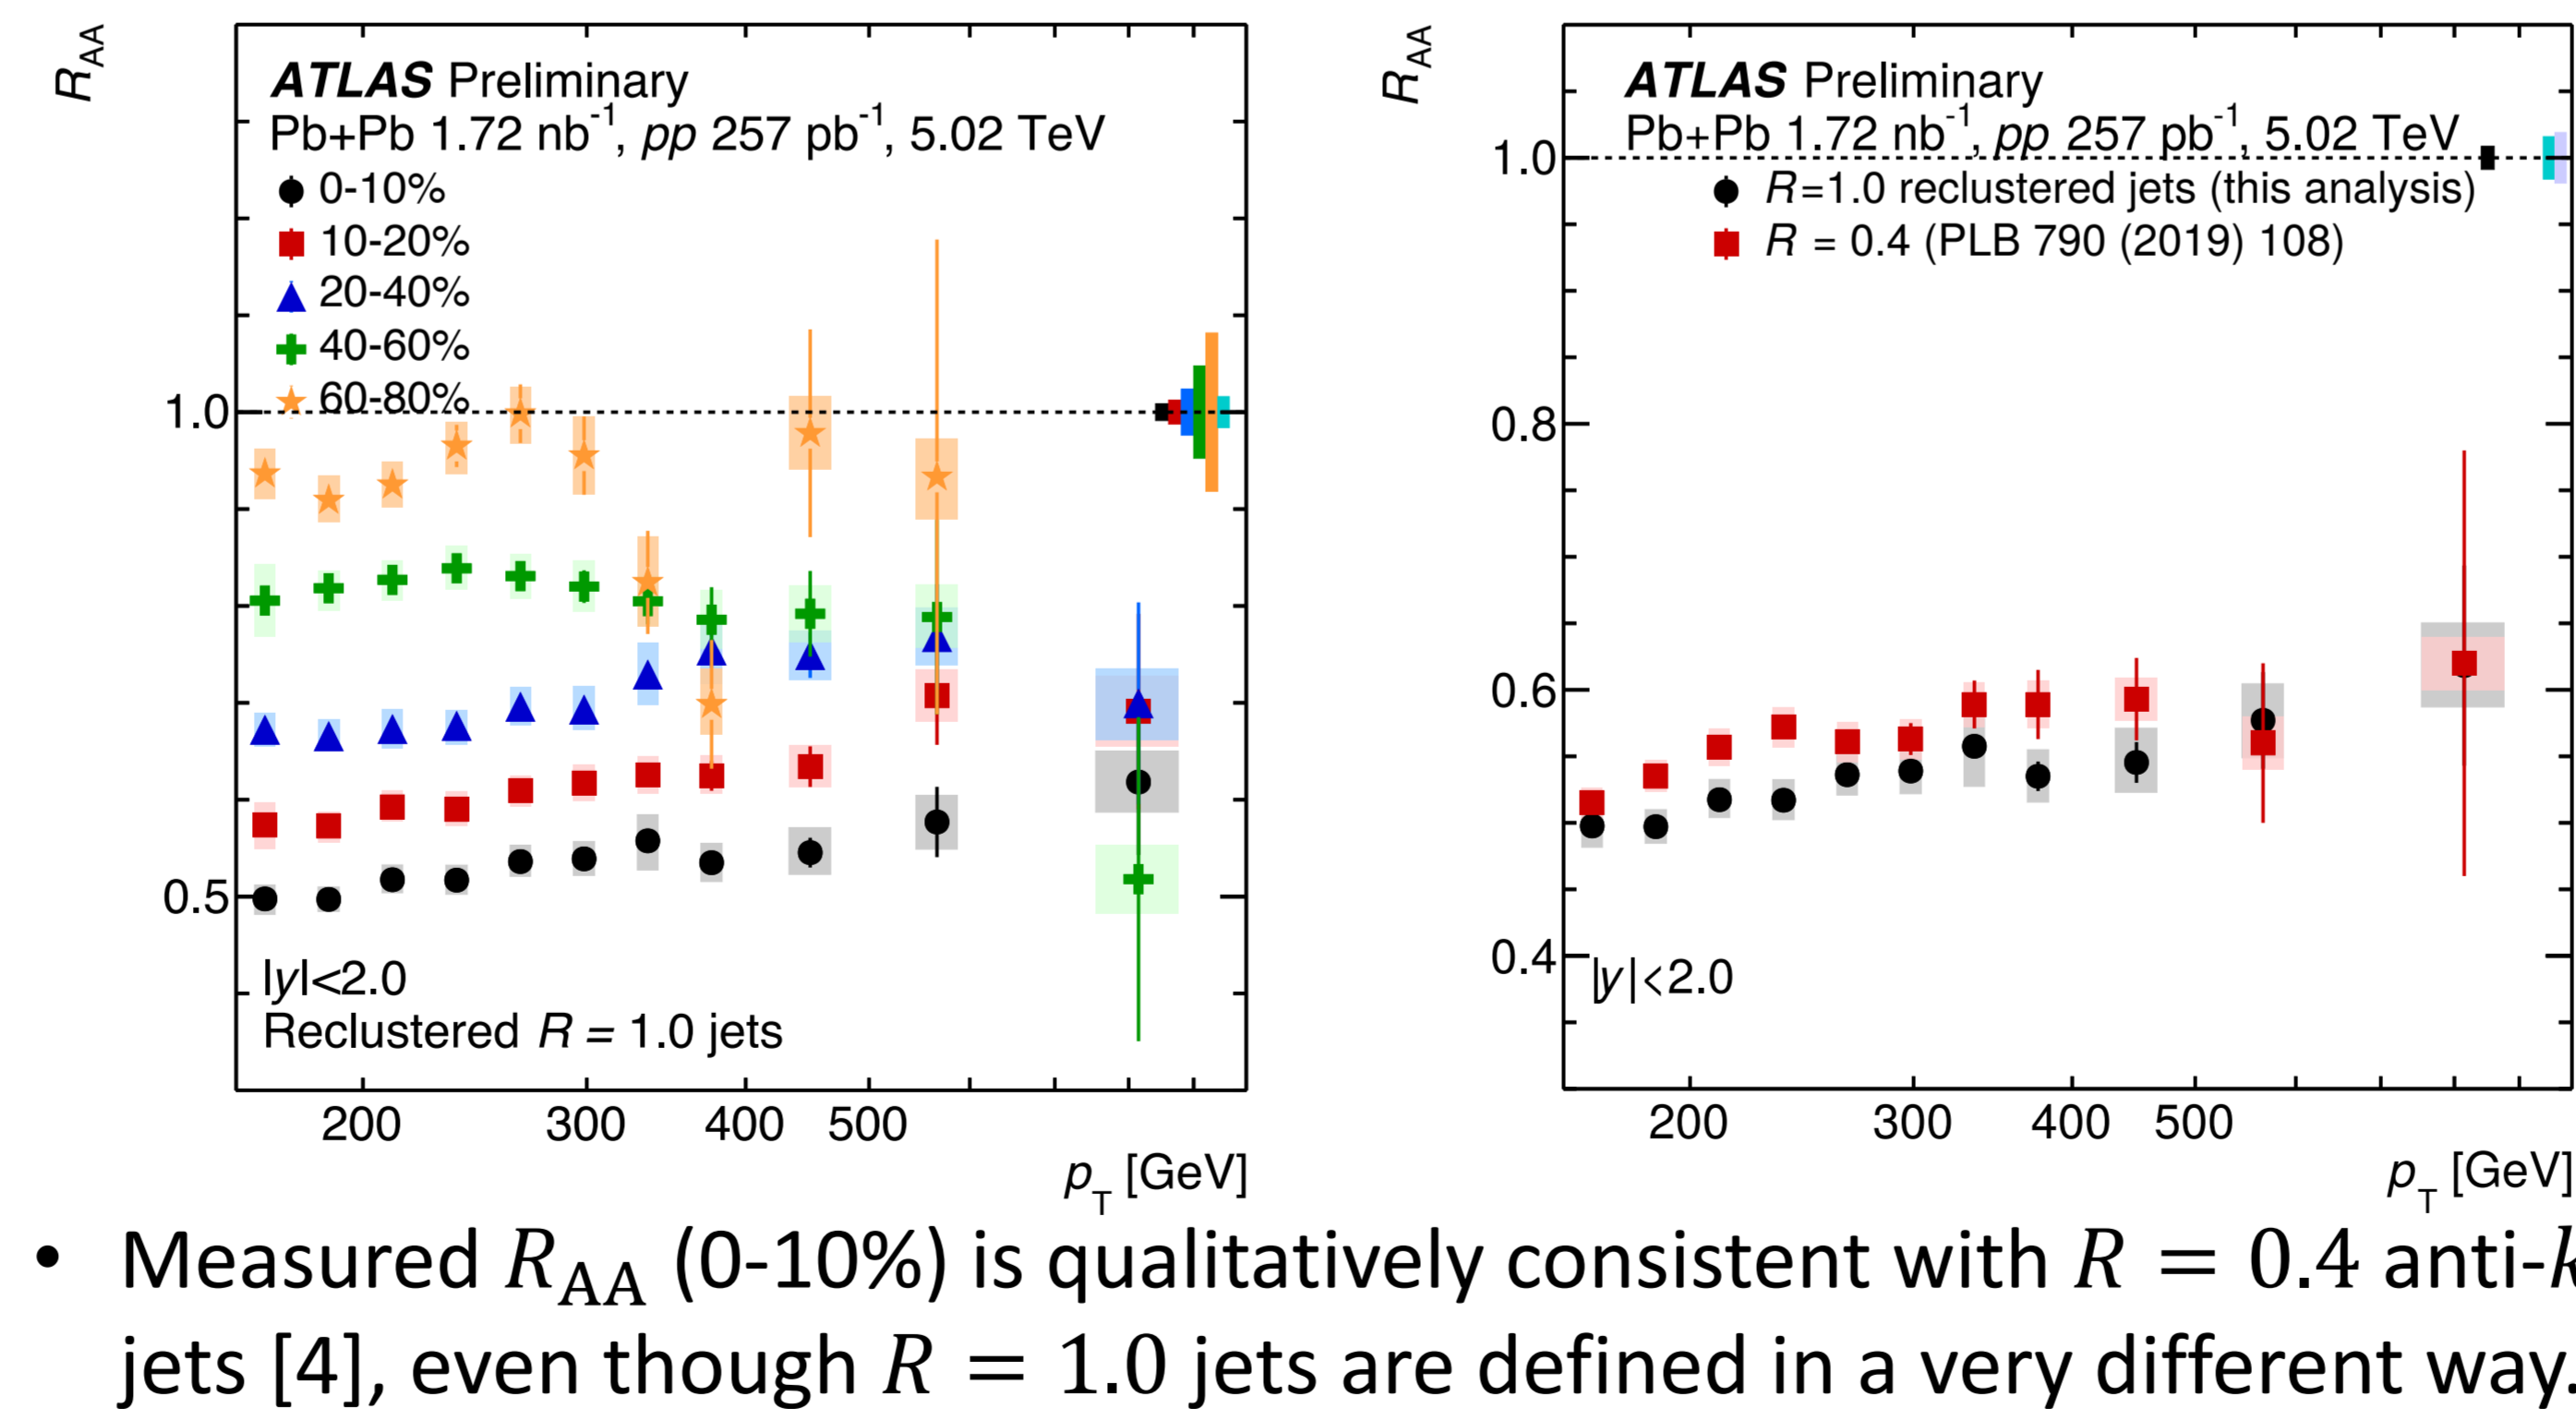 R_AA
ATLAS Preliminary
Pb+Pb 1.72 nb⁻¹, pp 257 pb⁻¹, 5.02 TeV
0-10%
10-20%
20-40%
40-60%
60-80%
1.0
0.5
|y|<2.0
Reclustered R = 1.0 jets
200 300 400 500
p_T [GeV]
R_AA
ATLAS Preliminary
Pb+Pb 1.72 nb⁻¹, pp 257 pb⁻¹, 5.02 TeV
1.0
R=1.0 reclustered jets (this analysis)
R = 0.4 (PLB 790 (2019) 108)
0.8
0.6
0.4
|y|<2.0
200 300 400 500
p_T [GeV]
• Measured R_AA (0-10%) is qualitatively consistent with R = 0.4 anti-k
jets [4], even though R = 1.0 jets are defined in a very different way.